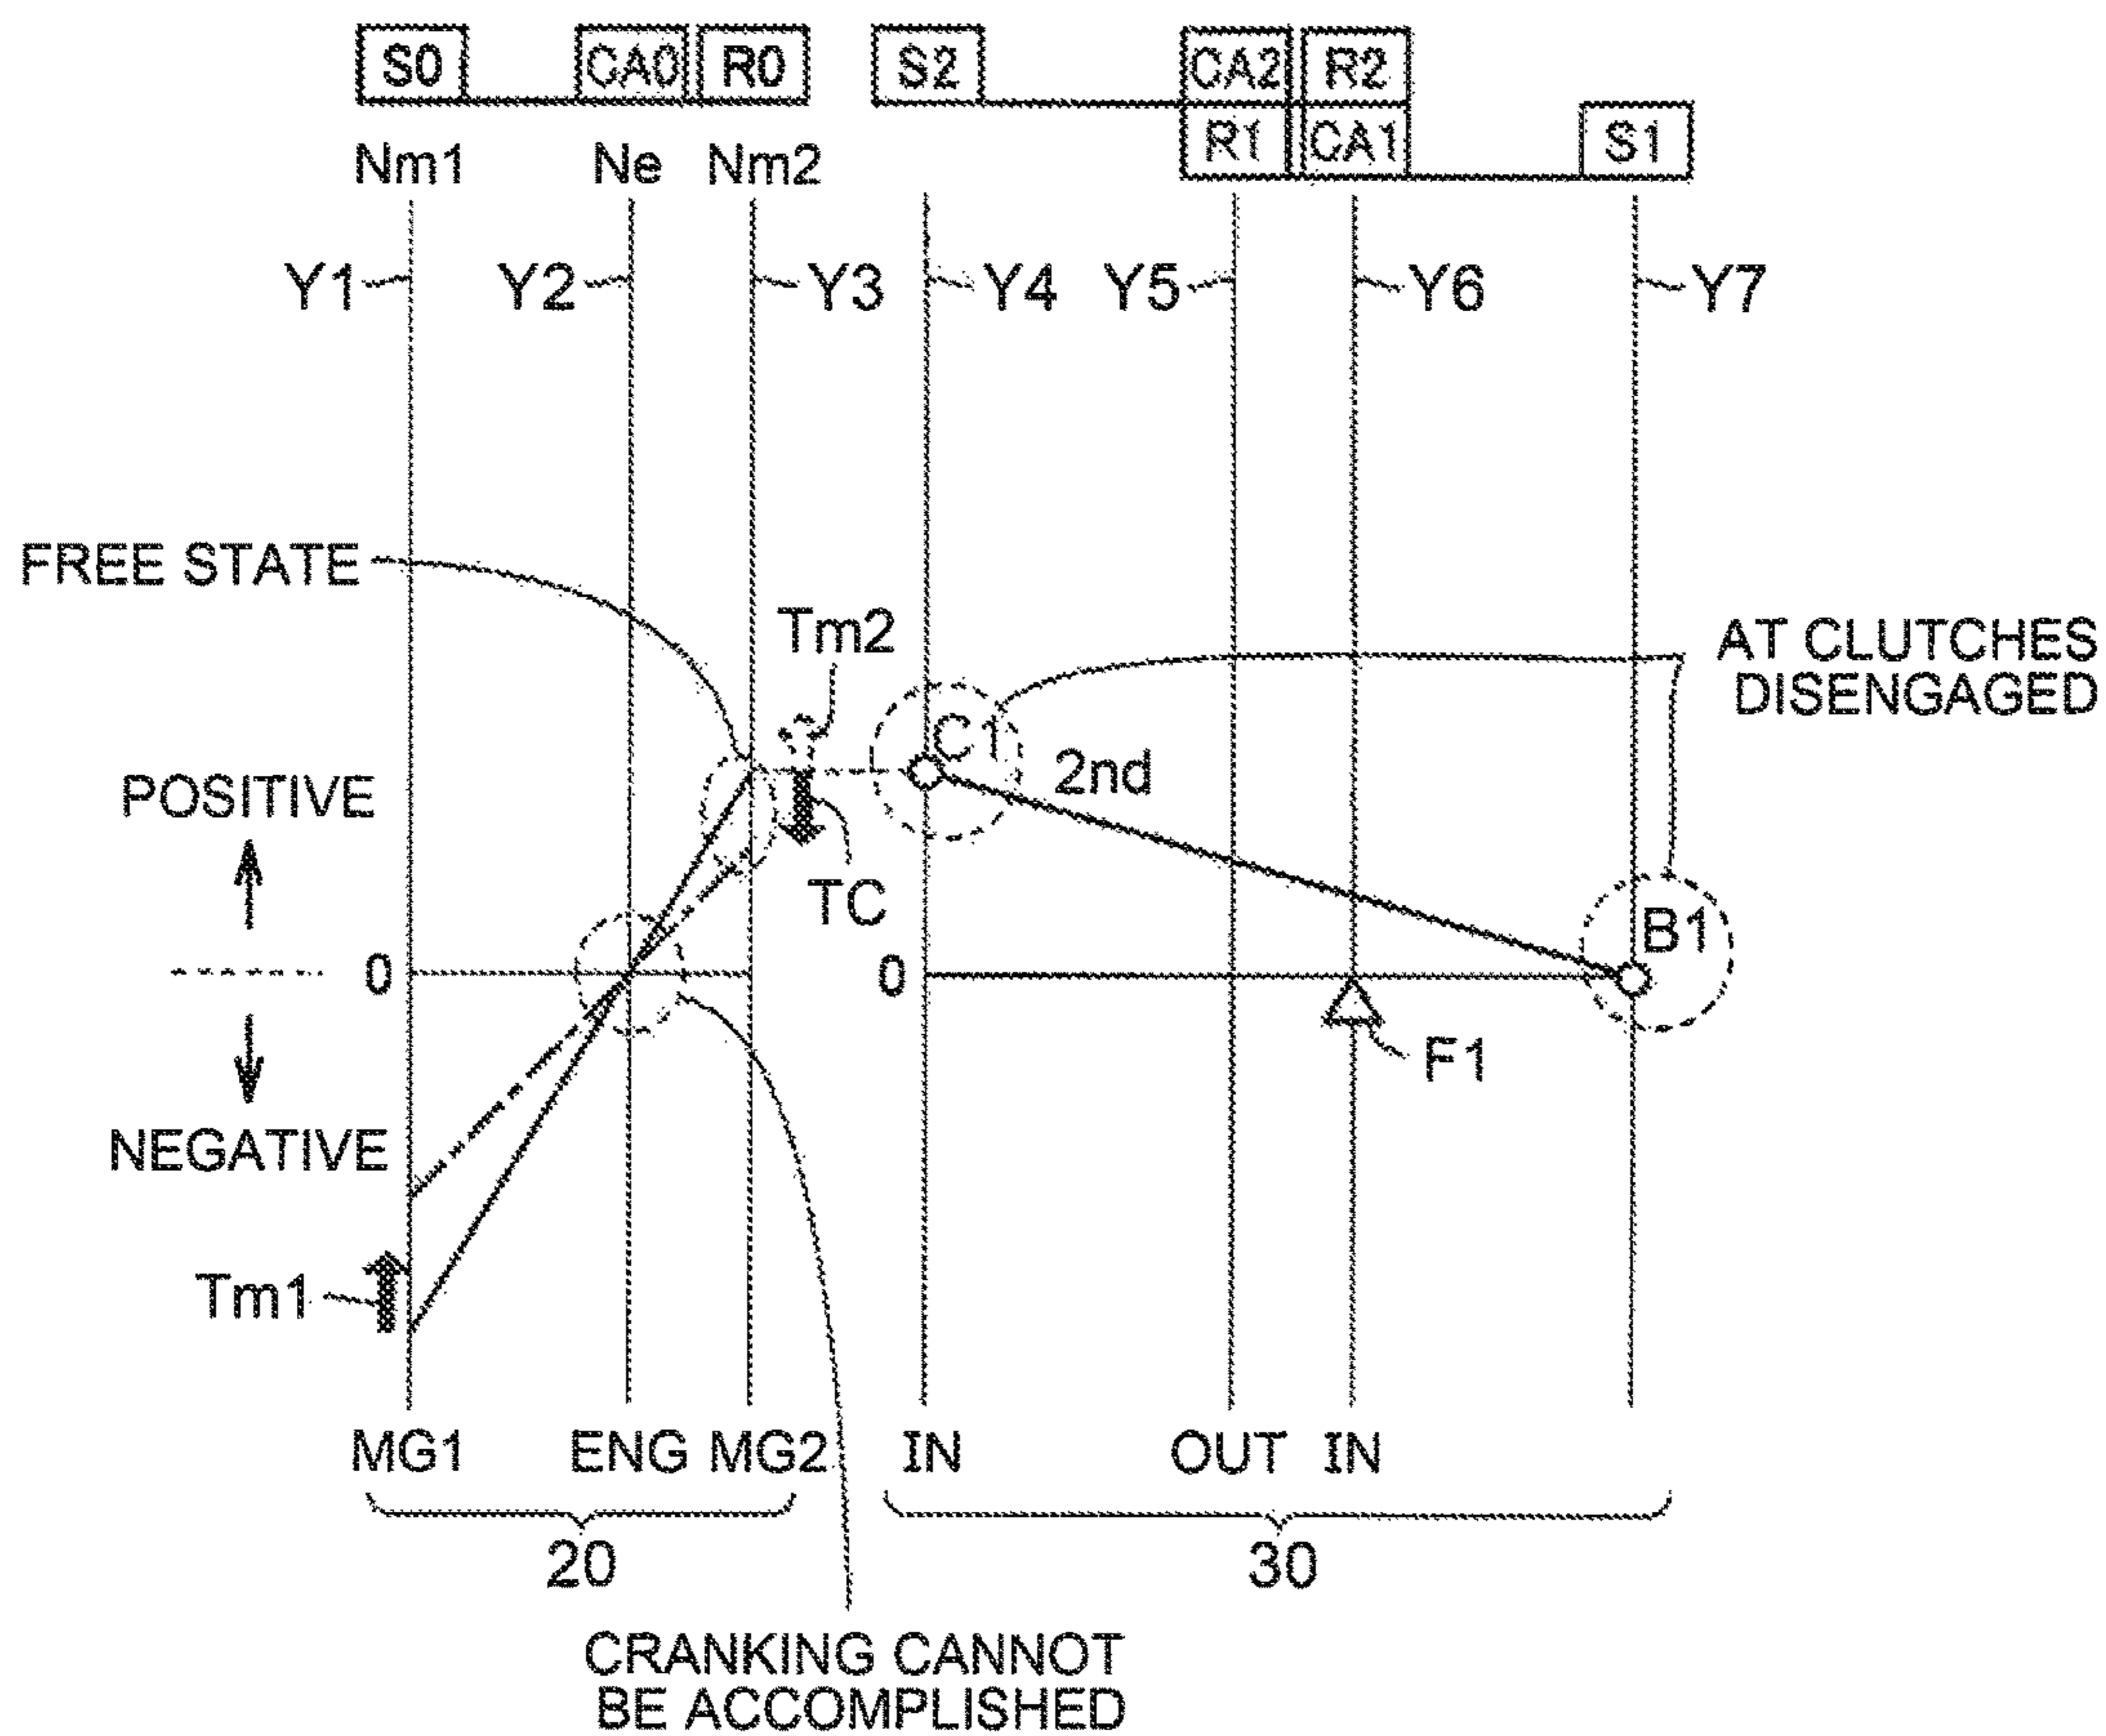 S0 CA0 R0 S2 CA2 R2
R1 CA1 S1
Nm1 Ne Nm2
Y1 Y2 Y3 Y4 Y5 Y6 Y7
FREE STATE
Tm2
AT CLUTCHES
DISENGAGED
C1
2nd
POSITIVE
TC
B1
0 0
F1
NEGATIVE
Tm1
MG1 ENG MG2 IN OUT IN
20 30
CRANKING CANNOT
BE ACCOMPLISHED